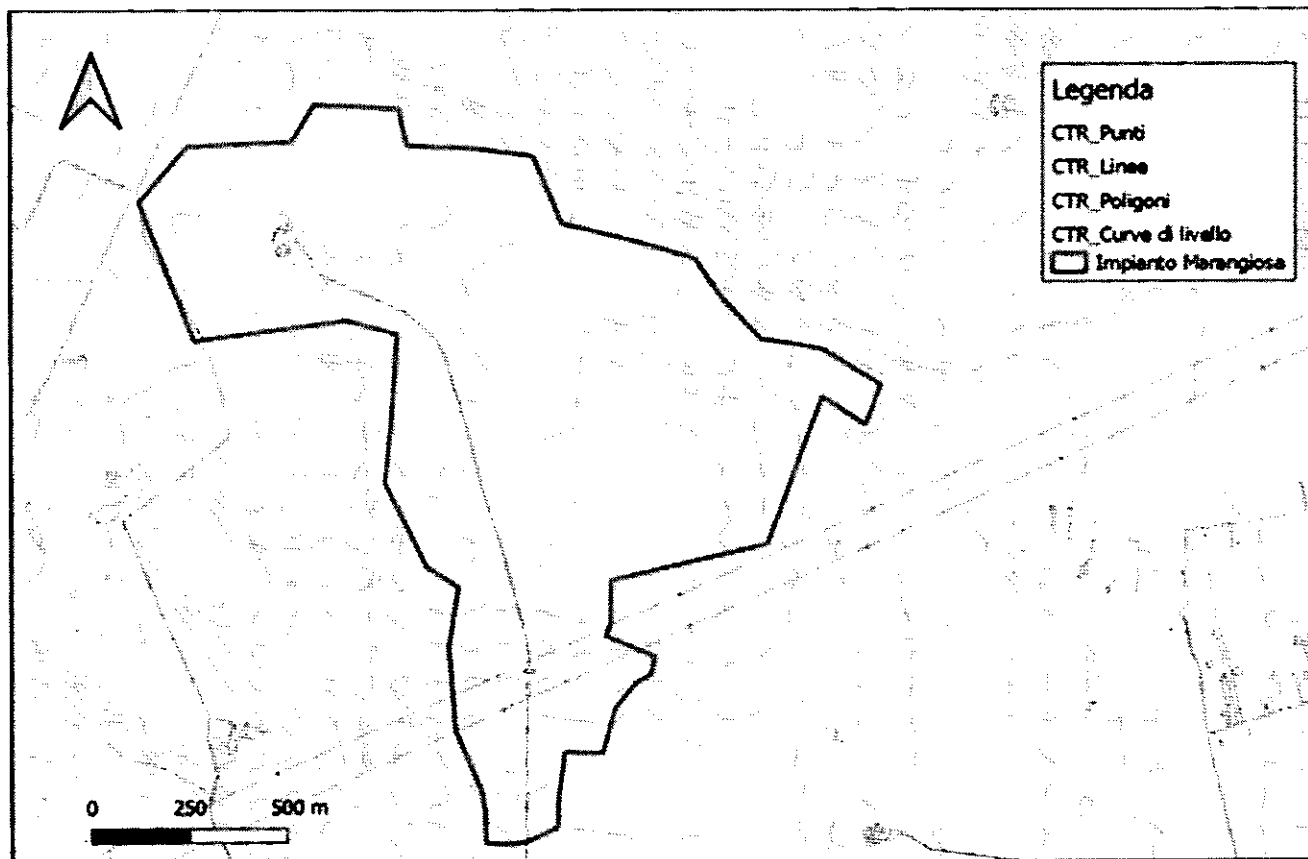 Legenda
CTR_Punti
CTR_Linee
CTR_Poligoni
CTR_Curve di livello
Impianto Marangiosa
0 250 500 m